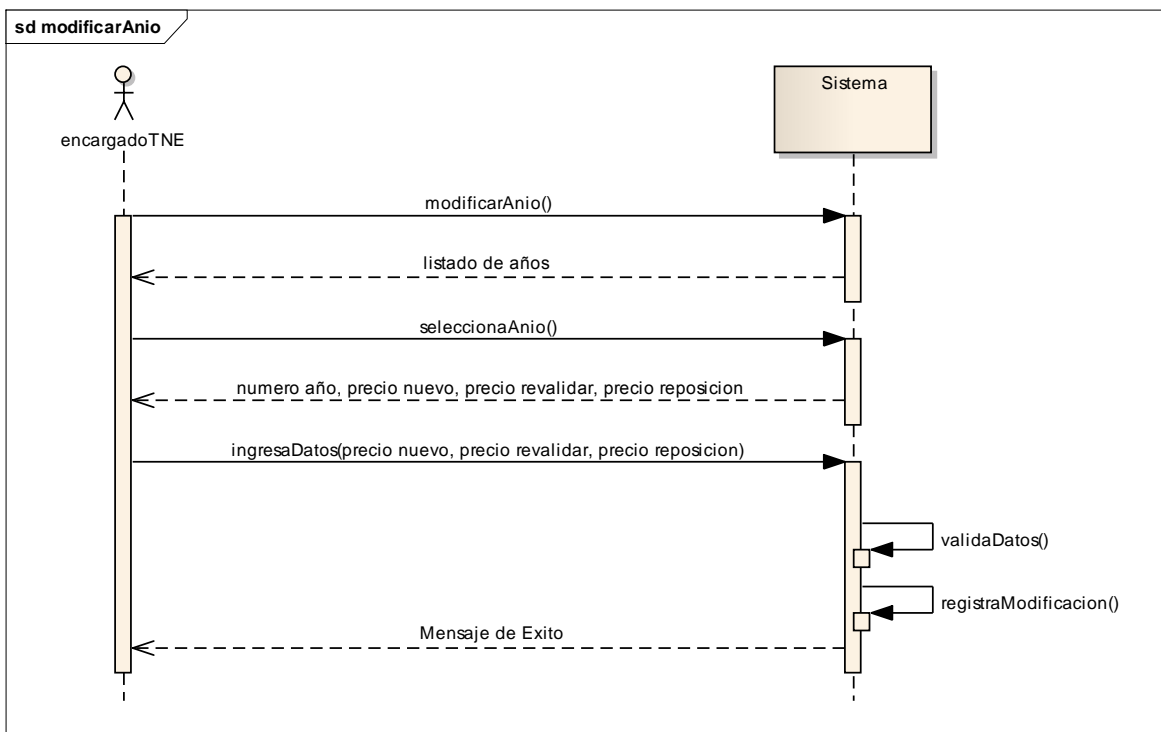 sd modificarAnio
encargadoTNE
Sistema
modificarAnio()
listado de años
seleccionaAnio()
numero año, precio nuevo, precio revalidar, precio reposicion
ingresaDatos(precio nuevo, precio revalidar, precio reposicion)
validaDatos()
registraModificacion()
Mensaje de Exito